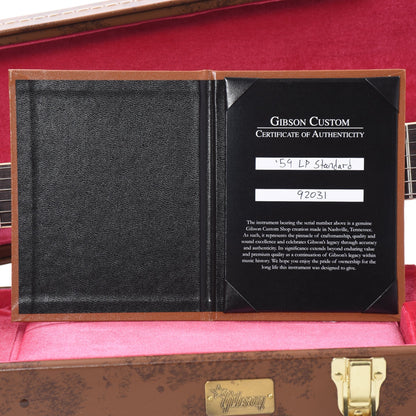 GIBSON CUSTOM
CERTIFICATE OF AUTHENTICITY
'59 LP Standard
92031
The instrument bearing the serial number above is a genuine
Gibson Custom Shop creation made in Nashville, Tennessee.
As such, it represents the pinnacle of craftsmanship, quality and
sound excellence and celebrates Gibson's legacy through accuracy
and authenticity. Its significance extends beyond enduring value
and premium quality as a continuation of Gibson's legacy within
music history. We hope you enjoy the pride of ownership for the
long life this instrument was designed to give.
Gibson